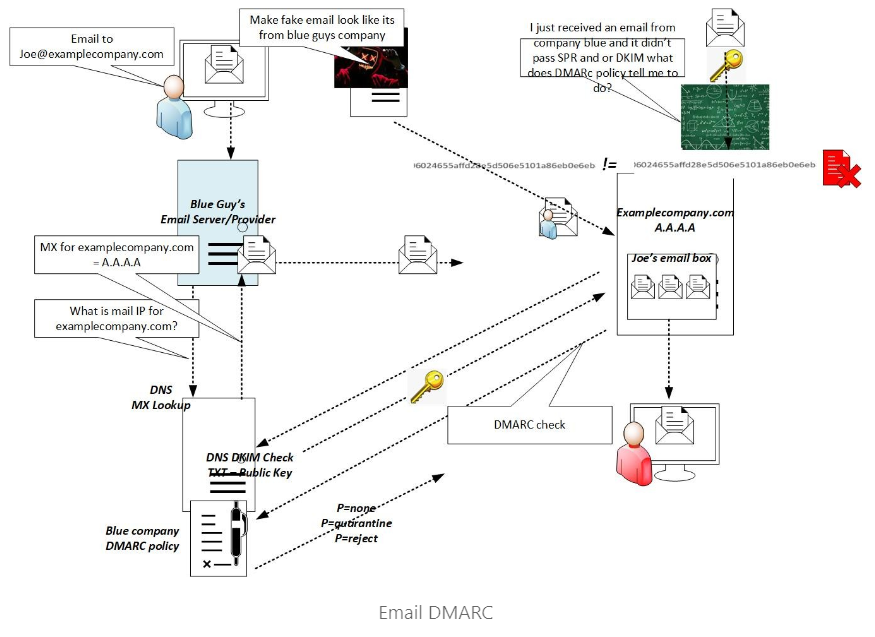 Email to
Joe@examplecompany.com
Make fake email look like its
from blue guys company
I just received an email from
company blue and it didn't
pass SPR and or DKIM what
does DMARc policy tell me to
do?
6024655affd28e5d506e5101a86eb0e6eb != 6024655affd28e5d506e5101a86eb0e6eb
Blue Guy's
Email Server/Provider
Examplecompany.com
A.A.A.A
MX for examplecompany.com
= A.A.A.A
Joe's email box
What is mail IP for
examplecompany.com?
DNS
MX Lookup
DMARC check
DNS DKIM Check
TXT = Public Key
Blue company
DMARC policy
P=none
P=qutirantine
P=reject
Email DMARC